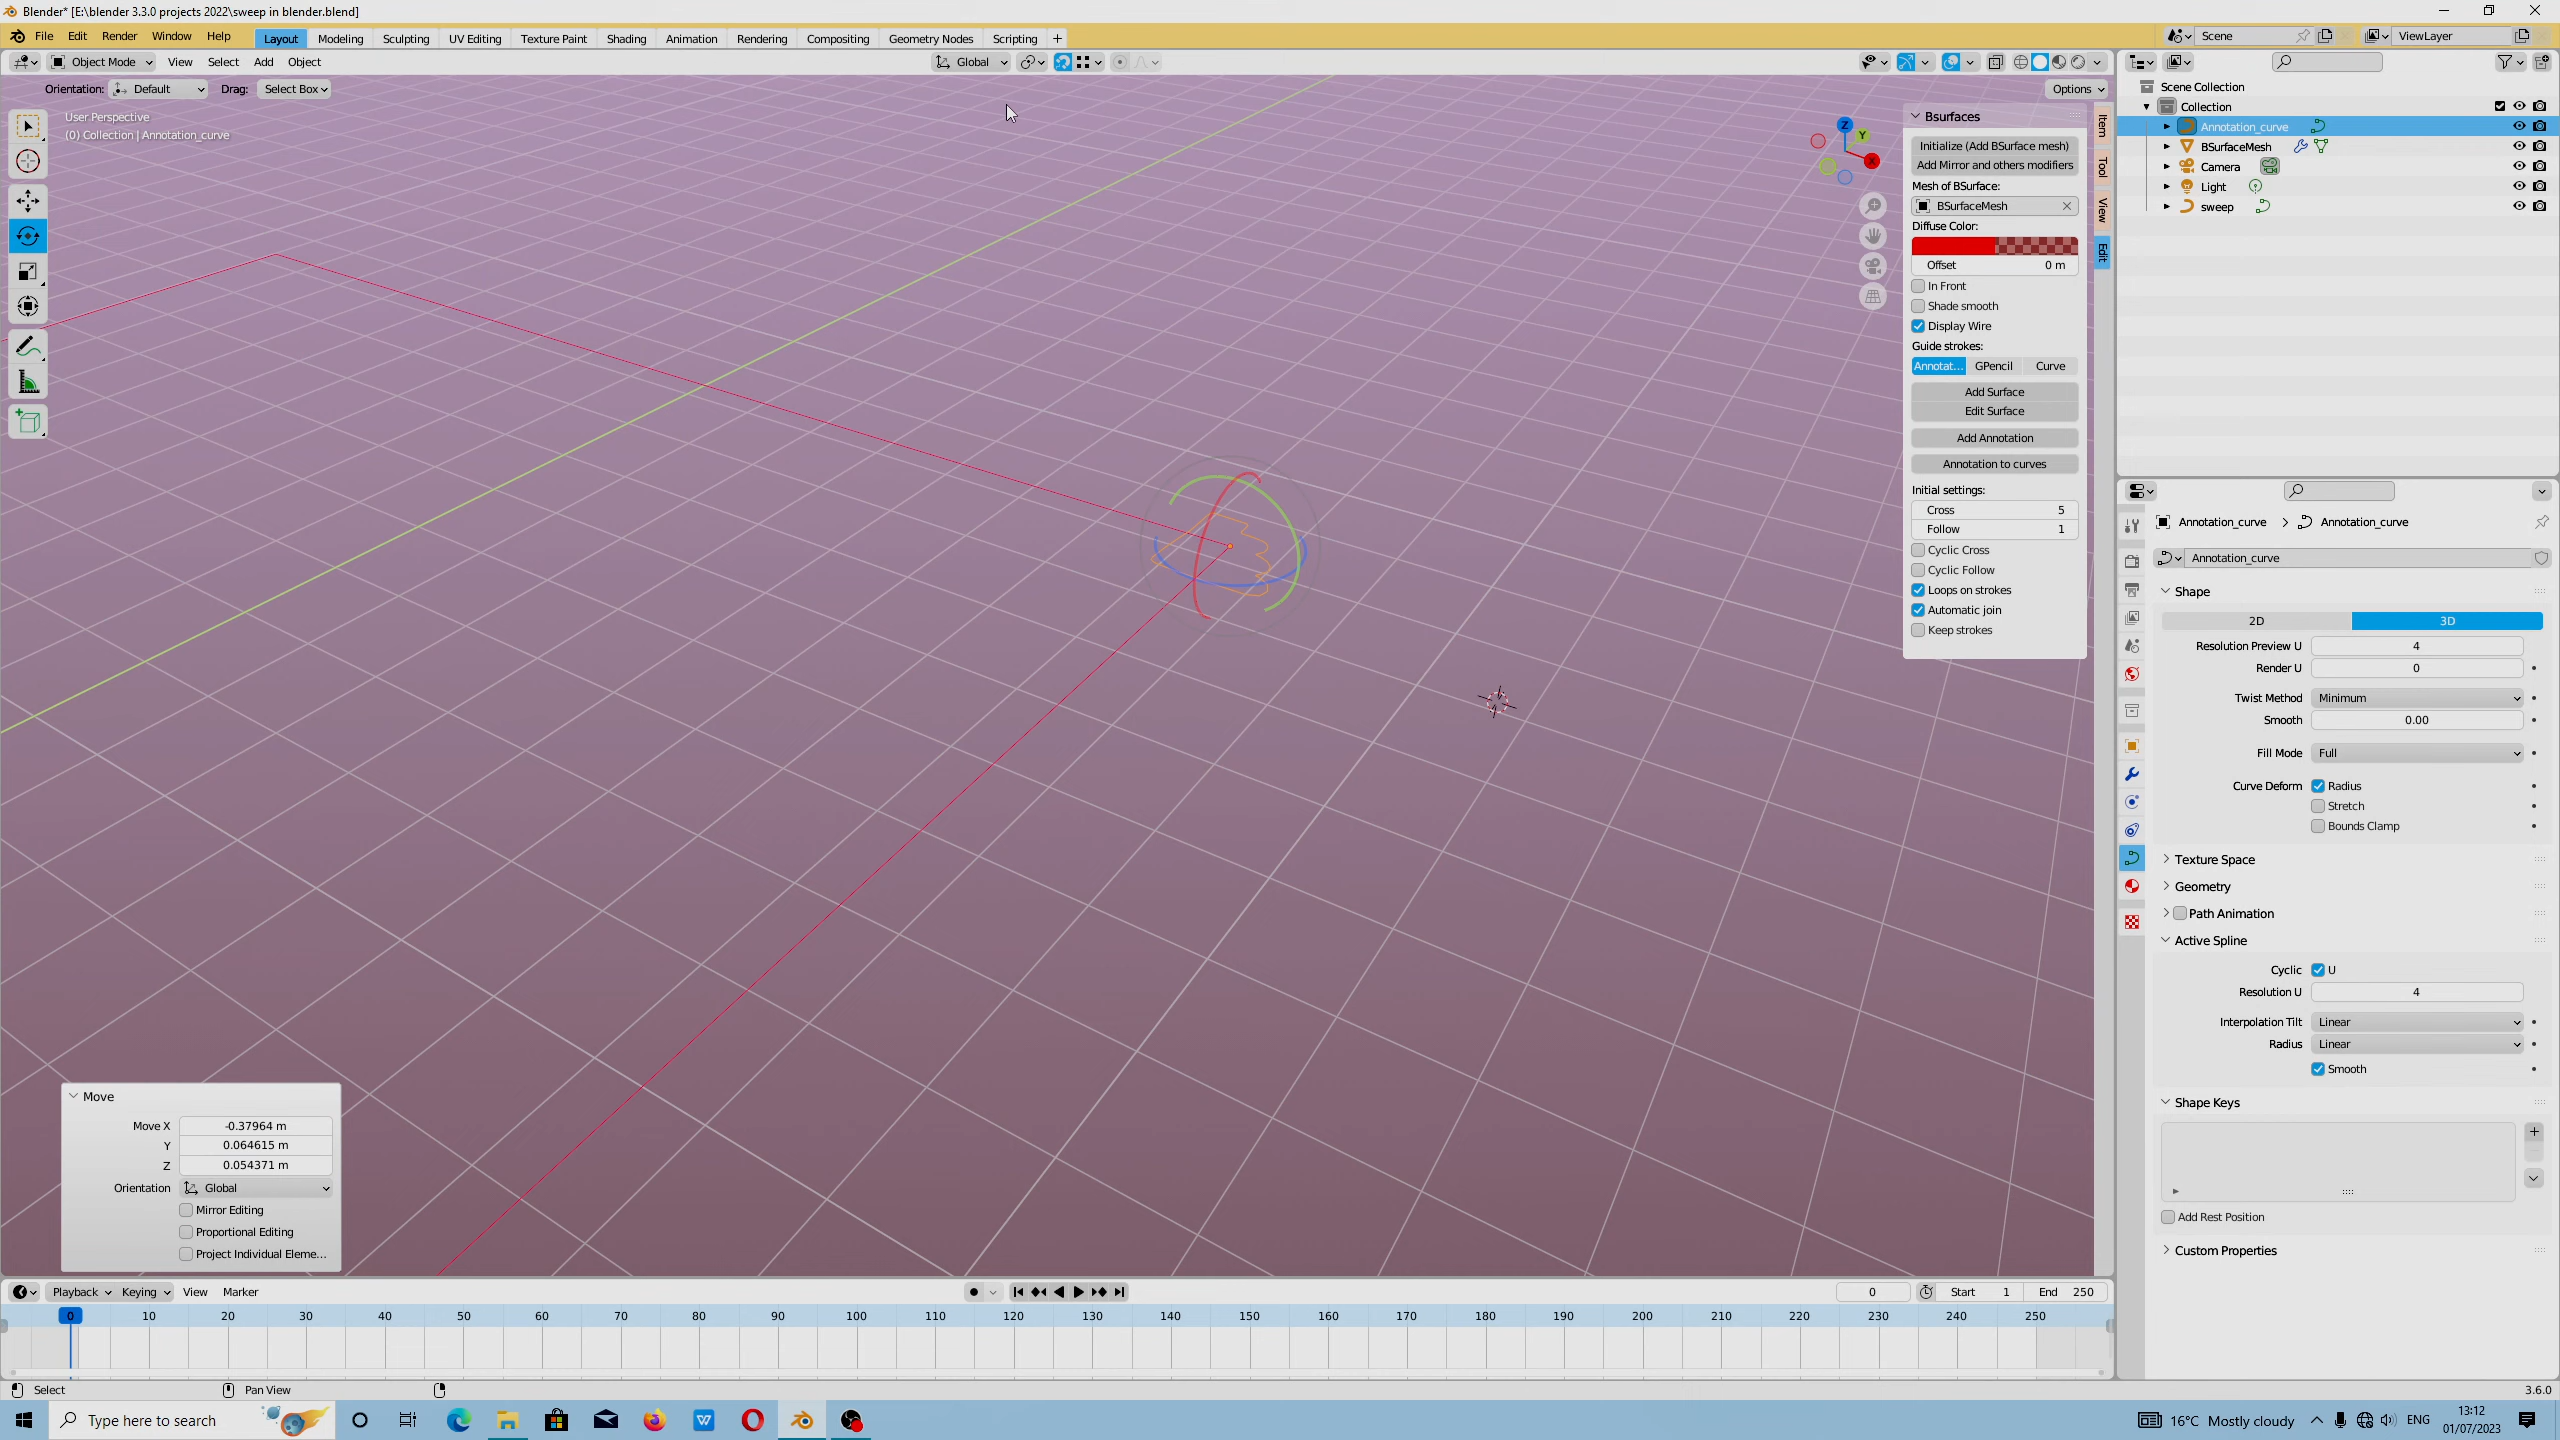 Blender* [E:\blender 3.3.0 projects 2022\sweep in blender.blend]
File Edit Render Window Help Layout Modeling Sculpting UV Editing Texture Paint Shading Animation Rendering Compositing Geometry Nodes Scripting + Scene ViewLayer
Object Mode View Select Add Object Global
Orientation: Default Drag: Select Box Options
User Perspective
(0) Collection | Annotation_curve
Z
Y
X
Bsurfaces
Initialize (Add BSurface mesh)
Add Mirror and others modifiers
Mesh of BSurface:
BSurfaceMesh
Diffuse Color:
Offset 0 m
In Front
Shade smooth
Display Wire
Guide strokes:
Annotat... GPencil Curve
Add Surface
Edit Surface
Add Annotation
Annotation to curves
Initial settings:
Cross 5
Follow 1
Cyclic Cross
Cyclic Follow
Loops on strokes
Automatic join
Keep strokes
Item
Tool
View
Edit
Scene Collection
Collection
Annotation_curve
BSurfaceMesh
Camera
Light
sweep
Annotation_curve > Annotation_curve
Annotation_curve
Shape
2D 3D
Resolution Preview U 4
Render U 0
Twist Method Minimum
Smooth 0.00
Fill Mode Full
Curve Deform Radius
Stretch
Bounds Clamp
Texture Space
Geometry
Path Animation
Active Spline
Cyclic U
Resolution U 4
Interpolation Tilt Linear
Radius Linear
Smooth
Shape Keys
Add Rest Position
Custom Properties
Move
Move X -0.37964 m
Y 0.064615 m
Z 0.054371 m
Orientation Global
Mirror Editing
Proportional Editing
Project Individual Eleme...
Playback Keying View Marker 0 Start 1 End 250
0 10 20 30 40 50 60 70 80 90 100 110 120 130 140 150 160 170 180 190 200 210 220 230 240 250
Select Pan View 3.6.0
Type here to search 16°C Mostly cloudy ENG 13:12
01/07/2023